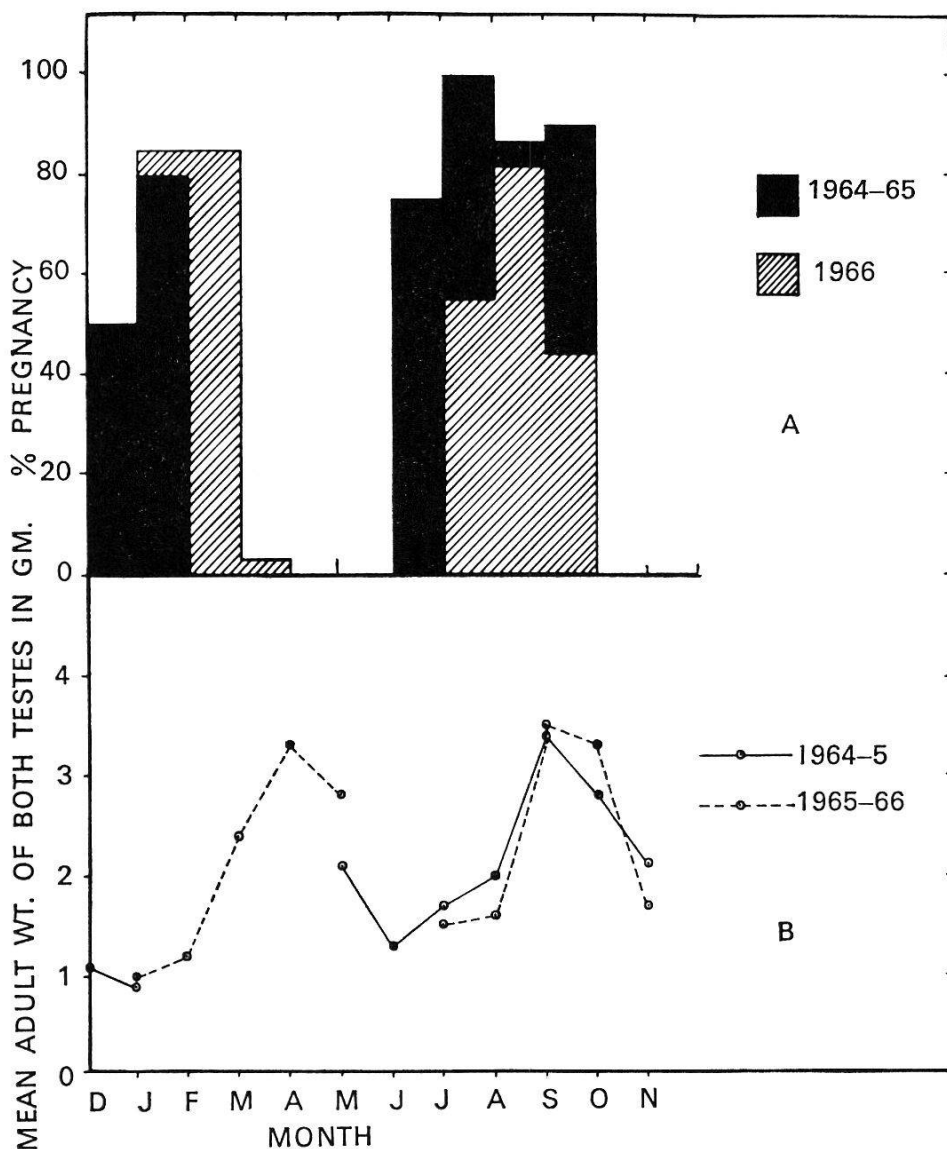 100
80
60
40
20
0
% PREGNANCY
1964–65
1966
A
4
3
2
1
0
MEAN ADULT WT. OF BOTH TESTES IN GM.
1964–5
1965–66
B
D J F M A M J J A S O N
MONTH